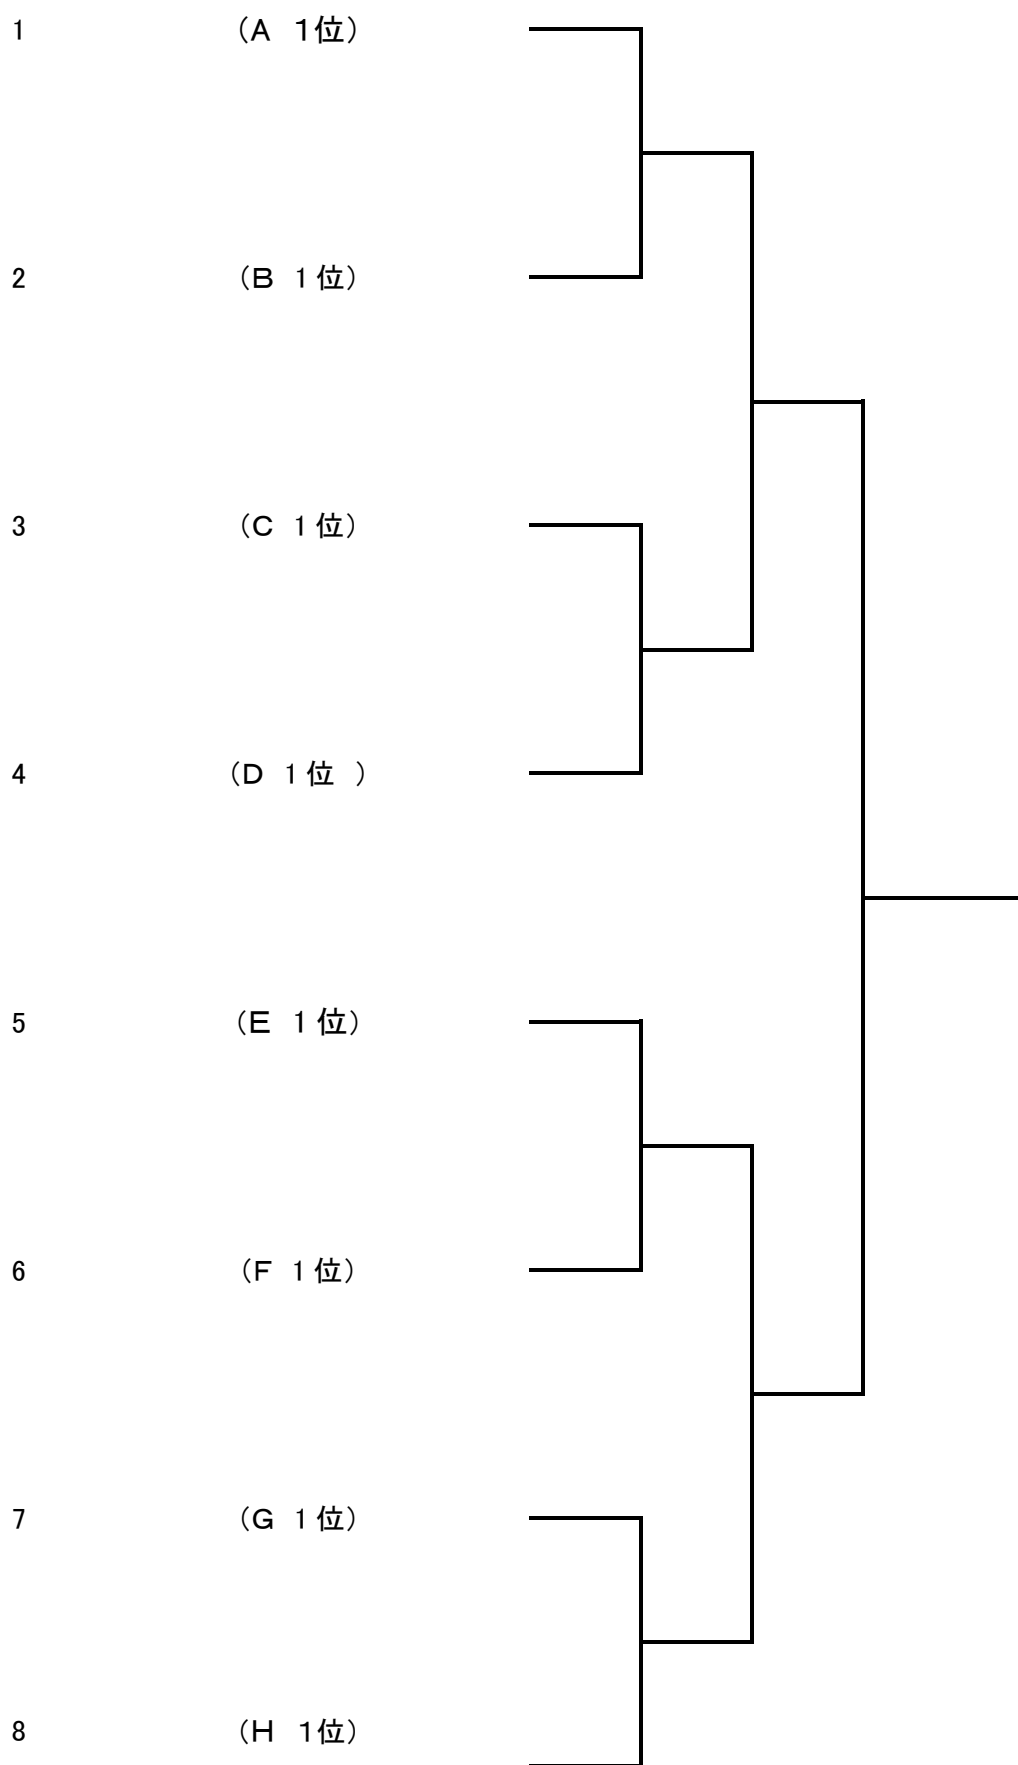 1 （A　1位）
2 （B　1位）
3 （C　1位）
4 （D　1位　）
5 （E　1位）
6 （F　1位）
7 （G　1位）
8 （H　1位）